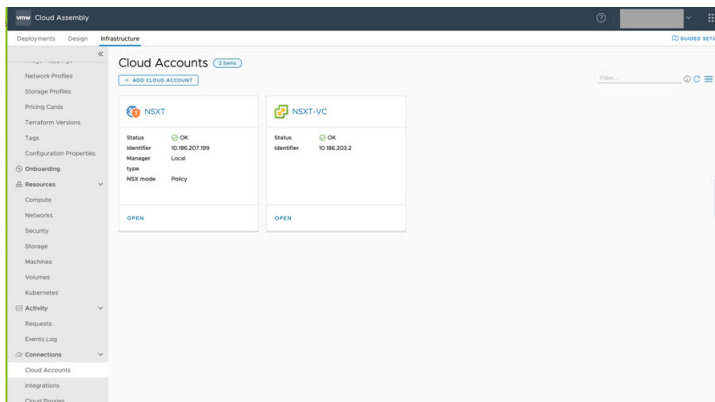 vmw Cloud Assembly
Deployments Design Infrastructure
GUIDED SETU
Network Profiles
Storage Profiles
Pricing Cards
Terraform Versions
Tags
Configuration Properties
Onboarding
Resources
Compute
Networks
Security
Storage
Machines
Volumes
Kubernetes
Activity
Requests
Events Log
Connections
Cloud Accounts
Integrations
Cloud Proxies
Cloud Accounts 2 items
+ ADD CLOUD ACCOUNT
Filter...
NSXT
Status OK
Identifier 10.186.207.199
Manager type Local
NSX mode Policy
OPEN
NSXT-VC
Status OK
Identifier 10.186.203.2
OPEN